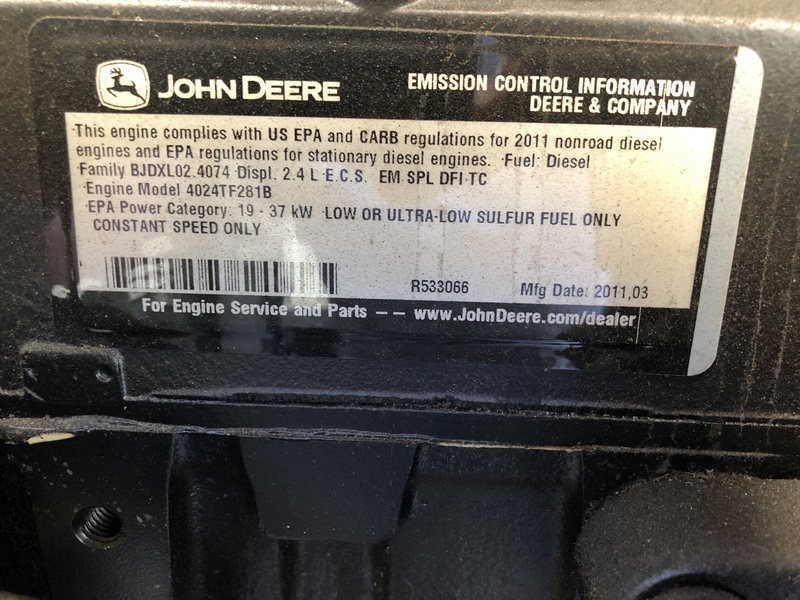 JOHN DEERE
EMISSION CONTROL INFORMATION
DEERE & COMPANY
This engine complies with US EPA and CARB regulations for 2011 nonroad diesel
engines and EPA regulations for stationary diesel engines. Fuel: Diesel
Family BJDXL02.4074 Displ. 2.4 L E.C.S. EM SPL DFI TC
Engine Model 4024TF281B
EPA Power Category: 19 - 37 kW LOW OR ULTRA-LOW SULFUR FUEL ONLY
CONSTANT SPEED ONLY
R533066 Mfg Date: 2011,03
For Engine Service and Parts – – www.JohnDeere.com/dealer